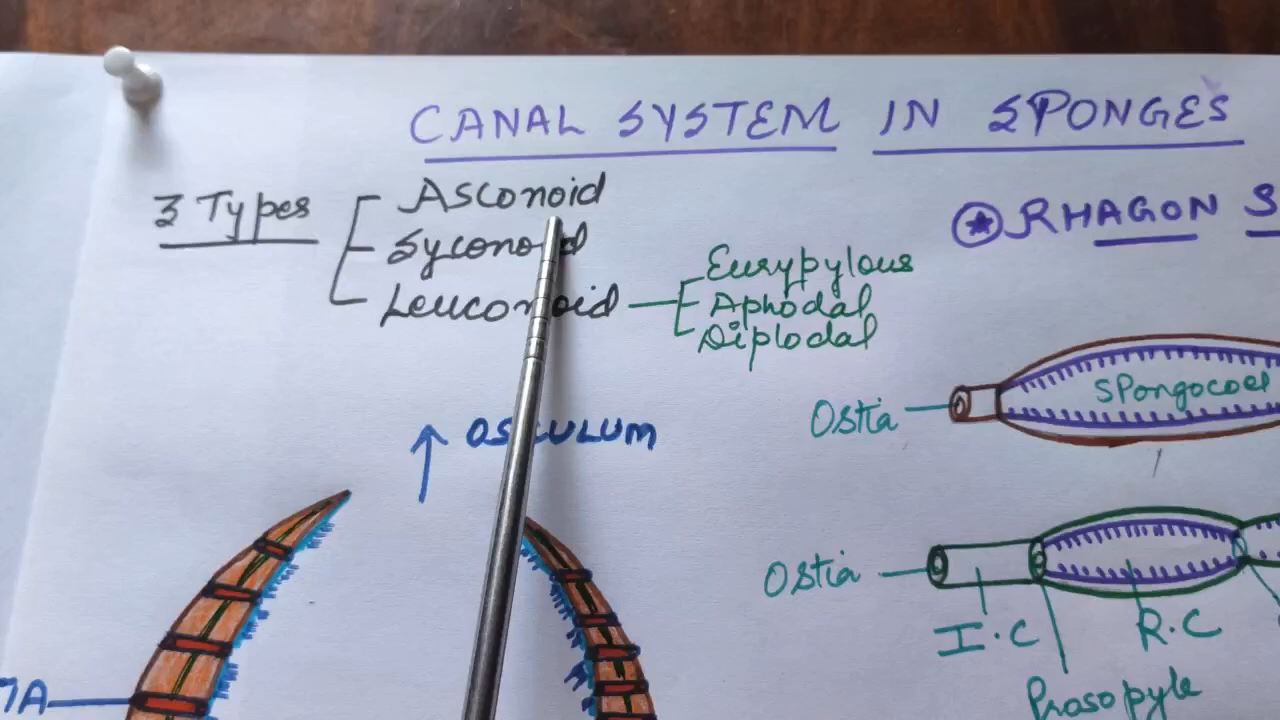 CANAL SYSTEM IN SPONGES
3 Types
Asconoid
Syconoid
Leuconoid
Eurypylous
Aphodal
Diplodal
RHAGON
OSCULUM
Ostia
Spongocoel
Ostia
I.C
R.C
Prosopyle